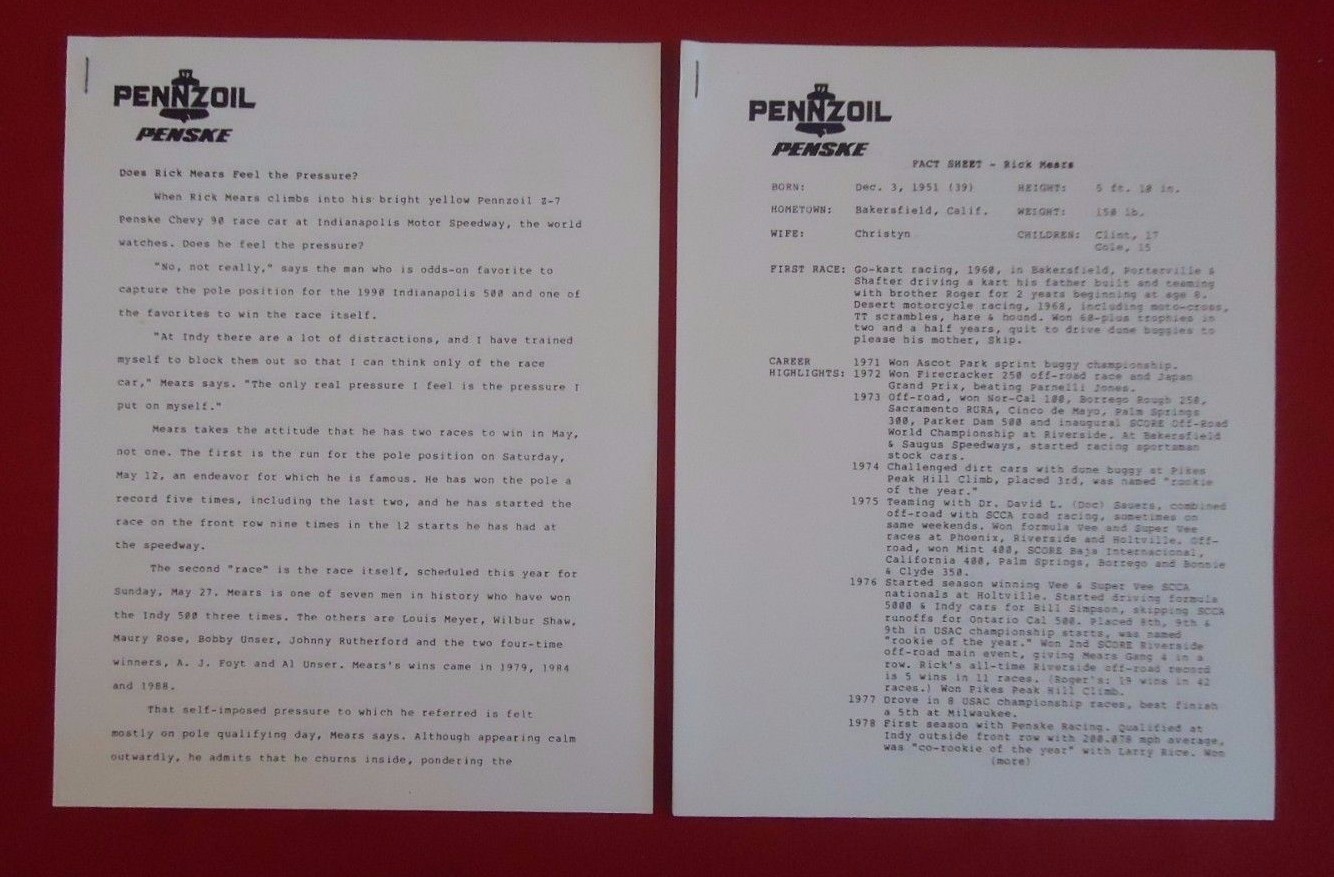 PENNZOIL
PENSKE
Does Rick Mears Feel the Pressure?
When Rick Mears climbs into his bright yellow Pennzoil Z-7
Penske Chevy 90 race car at Indianapolis Motor Speedway, the world
watches. Does he feel the pressure?
"No, not really," says the man who is odds-on favorite to
capture the pole position for the 1990 Indianapolis 500 and one of
the favorites to win the race itself.
"At Indy there are a lot of distractions, and I have trained
myself to block them out so that I can think only of the race
car," Mears says. "The only real pressure I feel is the pressure I
put on myself."
Mears takes the attitude that he has two races to win in May,
not one. The first is the run for the pole position on Saturday,
May 12, an endeavor for which he is famous. He has won the pole a
record five times, including the last two, and he has started the
race on the front row nine times in the 12 starts he has had at
the speedway.
The second "race" is the race itself, scheduled this year for
Sunday, May 27. Mears is one of seven men in history who have won
the Indy 500 three times. The others are Louis Meyer, Wilbur Shaw,
Maury Rose, Bobby Unser, Johnny Rutherford and the two four-time
winners, A. J. Foyt and Al Unser. Mears's wins came in 1979, 1984
and 1988.
That self-imposed pressure to which he referred is felt
mostly on pole qualifying day, Mears says. Although appearing calm
outwardly, he admits that he churns inside, pondering the
PENNZOIL
PENSKE
FACT SHEET - Rick Mears
BORN: Dec. 3, 1951 (39) HEIGHT: 5 ft. 10 in.
HOMETOWN: Bakersfield, Calif. WEIGHT: 150 lb.
WIFE: Christyn CHILDREN: Clint, 17
Cole, 15
FIRST RACE: Go-kart racing, 1960, in Bakersfield, Porterville &
Shafter driving a kart his father built and teaming
with brother Roger for 2 years beginning at age 8.
Desert motorcycle racing, 1968, including moto-cross,
TT scrambles, hare & hound. Won 60-plus trophies in
two and a half years, quit to drive dune buggies to
please his mother, Skip.
CAREER 1971 Won Ascot Park sprint buggy championship.
HIGHLIGHTS: 1972 Won Firecracker 250 off-road race and Japan
Grand Prix, beating Parnelli Jones.
1973 Off-road, won Nor-Cal 100, Borrego Rough 250,
Sacramento RURA, Cinco de Mayo, Palm Springs
300, Parker Dam 500 and inaugural SCORE Off-Road
World Championship at Riverside. At Bakersfield
& Saugus Speedways, started racing sportsman
stock cars.
1974 Challenged dirt cars with dune buggy at Pikes
Peak Hill Climb, placed 3rd, was named "rookie
of the year."
1975 Teaming with Dr. David L. (Doc) Sauers, combined
off-road with SCCA road racing, sometimes on
same weekends. Won formula Vee and Super Vee
races at Phoenix, Riverside and Holtville. Off-
road, won Mint 400, SCORE Baja Internacional,
California 400, Palm Springs, Borrego and Bonnie
& Clyde 350.
1976 Started season winning Vee & Super Vee SCCA
nationals at Holtville. Started driving formula
5000 & Indy cars for Bill Simpson, skipping SCCA
runoffs for Ontario Cal 500. Placed 8th, 9th &
9th in USAC championship starts, was named
"rookie of the year." Won 2nd SCORE Riverside
off-road main event, giving Mears Gang 4 in a
row. Rick's all-time Riverside off-road record
is 5 wins in 11 races. (Roger's: 19 wins in 42
races.) Won Pikes Peak Hill Climb.
1977 Drove in 8 USAC championship races, best finish
a 5th at Milwaukee.
1978 First season with Penske Racing. Qualified at
Indy outside front row with 200.078 mph average,
was "co-rookie of the year" with Larry Rice. Won
(more)